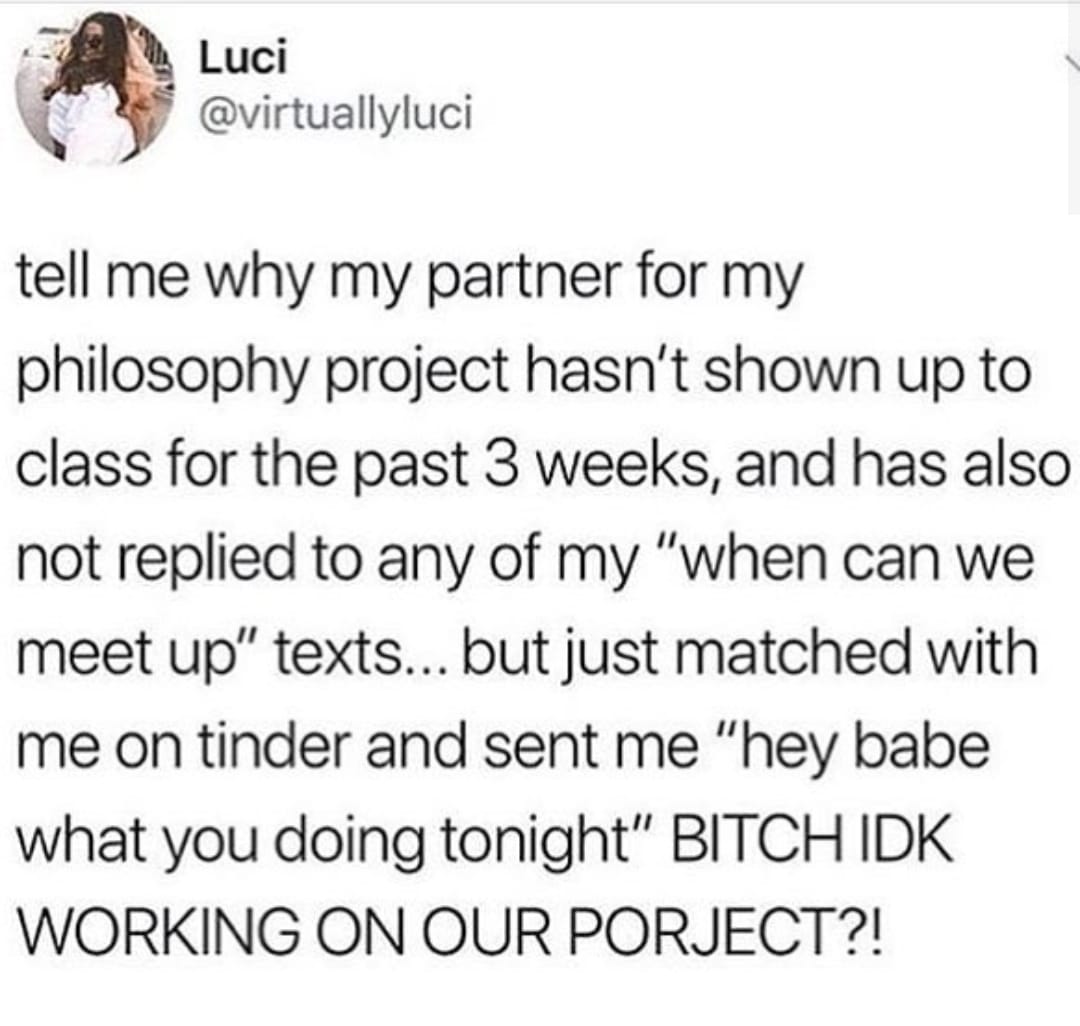 Luci
@virtuallyluci
tell me why my partner for my
philosophy project hasn't shown up to
class for the past 3 weeks, and has also
not replied to any of my "when can we
meet up" texts... but just matched with
me on tinder and sent me "hey babe
what you doing tonight" BITCH IDK
WORKING ON OUR PORJECT?!